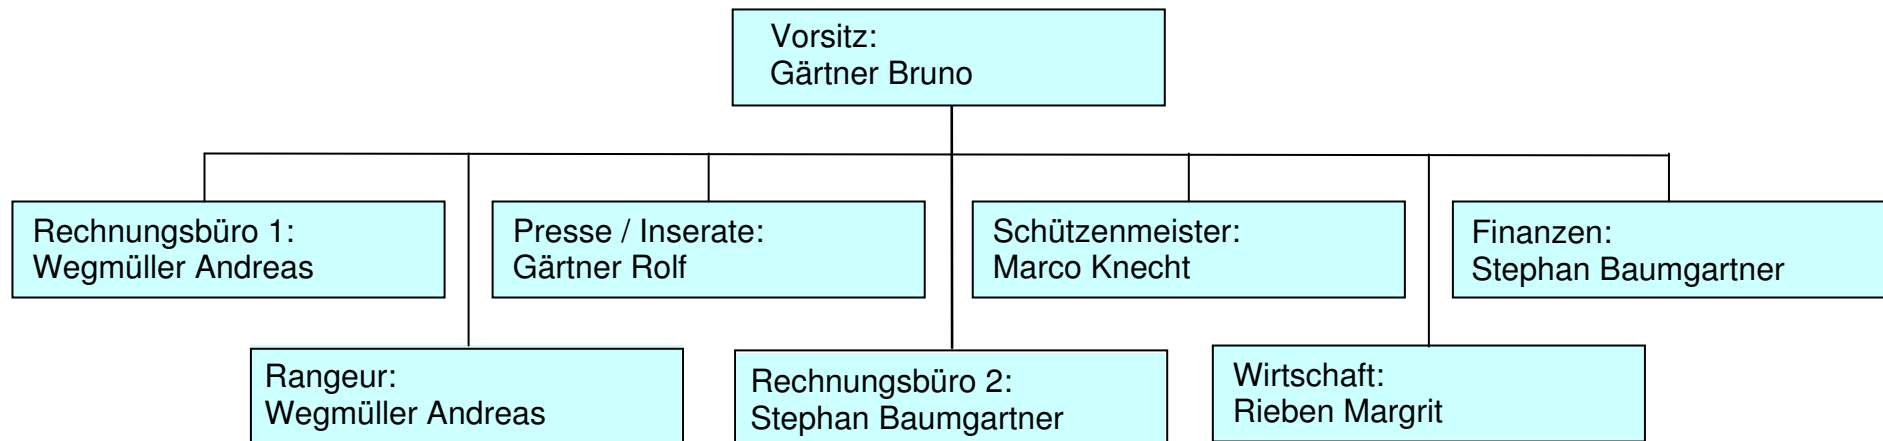 Vorsitz:
Gärtner Bruno
Rechnungsbüro 1:
Wegmüller Andreas
Presse / Inserate:
Gärtner Rolf
Schützenmeister:
Marco Knecht
Finanzen:
Stephan Baumgartner
Rangeur:
Wegmüller Andreas
Rechnungsbüro 2:
Stephan Baumgartner
Wirtschaft:
Rieben Margrit